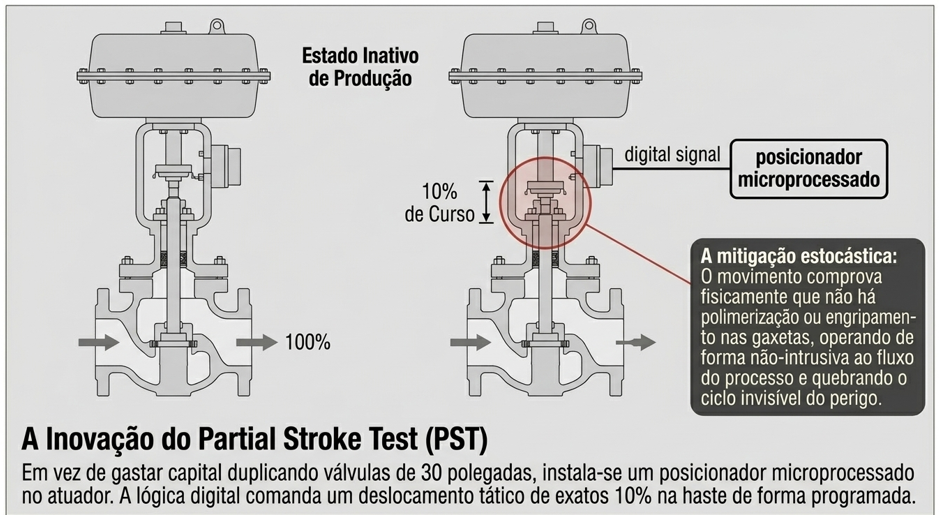 Estado Inativo
de Produção
100%
10%
de Curso
digital signal
posicionador
microprocessado
A mitigação estocástica:
O movimento comprova
fisicamente que não há
polimerização ou engripamen-
to nas gaxetas, operando de
forma não-intrusiva ao fluxo
do processo e quebrando o
ciclo invisível do perigo.
A Inovação do Partial Stroke Test (PST)
Em vez de gastar capital duplicando válvulas de 30 polegadas, instala-se um posicionador microprocessado
no atuador. A lógica digital comanda um deslocamento tático de exatos 10% na haste de forma programada.